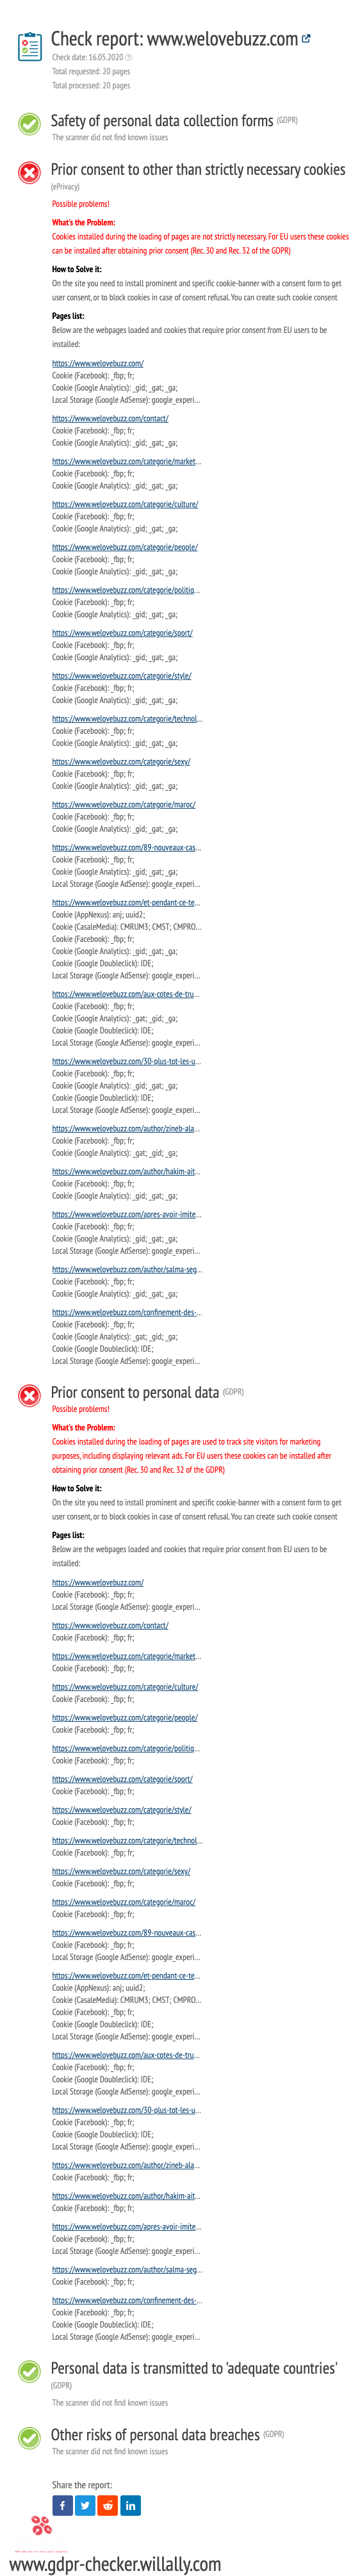 Check report: www.welovebuzz.com
Check date: 16.05.2020
Total requested: 20 pages
Total processed: 20 pages
Safety of personal data collection forms (GDPR)
The scanner did not find known issues
Prior consent to other than strictly necessary cookies
(ePrivacy)
Possible problems!
What's the Problem:
Cookies installed during the loading of pages are not strictly necessary. For EU users these cookies
can be installed after obtaining prior consent (Rec. 30 and Rec. 32 of the GDPR)
How to Solve it:
On the site you need to install prominent and specific cookie-banner with a consent form to get
user consent, or to block cookies in case of consent refusal. You can create such cookie consent
Pages list:
Below are the webpages loaded and cookies that require prior consent from EU users to be
installed:
https://www.welovebuzz.com/
Cookie (Facebook): _fbp; fr;
Cookie (Google Analytics): _gid; _gat; _ga;
Local Storage (Google AdSense): google_experi...
https://www.welovebuzz.com/contact/
Cookie (Facebook): _fbp; fr;
Cookie (Google Analytics): _gid; _gat; _ga;
https://www.welovebuzz.com/categorie/market...
Cookie (Facebook): _fbp; fr;
Cookie (Google Analytics): _gid; _gat; _ga;
https://www.welovebuzz.com/categorie/culture/
Cookie (Facebook): _fbp; fr;
Cookie (Google Analytics): _gid; _gat; _ga;
https://www.welovebuzz.com/categorie/people/
Cookie (Facebook): _fbp; fr;
Cookie (Google Analytics): _gid; _gat; _ga;
https://www.welovebuzz.com/categorie/politiq...
Cookie (Facebook): _fbp; fr;
Cookie (Google Analytics): _gid; _gat; _ga;
https://www.welovebuzz.com/categorie/sport/
Cookie (Facebook): _fbp; fr;
Cookie (Google Analytics): _gid; _gat; _ga;
https://www.welovebuzz.com/categorie/style/
Cookie (Facebook): _fbp; fr;
Cookie (Google Analytics): _gid; _gat; _ga;
https://www.welovebuzz.com/categorie/technol...
Cookie (Facebook): _fbp; fr;
Cookie (Google Analytics): _gid; _gat; _ga;
https://www.welovebuzz.com/categorie/sexy/
Cookie (Facebook): _fbp; fr;
Cookie (Google Analytics): _gid; _gat; _ga;
https://www.welovebuzz.com/categorie/maroc/
Cookie (Facebook): _fbp; fr;
Cookie (Google Analytics): _gid; _gat; _ga;
https://www.welovebuzz.com/89-nouveaux-cas...
Cookie (Facebook): _fbp; fr;
Cookie (Google Analytics): _gid; _gat; _ga;
Local Storage (Google AdSense): google_experi...
https://www.welovebuzz.com/et-pendant-ce-te...
Cookie (AppNexus): anj; uuid2;
Cookie (CasaleMedia): CMRUM3; CMST; CMPRO...
Cookie (Facebook): _fbp; fr;
Cookie (Google Analytics): _gid; _gat; _ga;
Cookie (Google Doubleclick): IDE;
Local Storage (Google AdSense): google_experi...
https://www.welovebuzz.com/aux-cotes-de-tru...
Cookie (Facebook): _fbp; fr;
Cookie (Google Analytics): _gat; _gid; _ga;
Cookie (Google Doubleclick): IDE;
Local Storage (Google AdSense): google_experi...
https://www.welovebuzz.com/30-plus-tot-les-u...
Cookie (Facebook): _fbp; fr;
Cookie (Google Analytics): _gid; _gat; _ga;
Cookie (Google Doubleclick): IDE;
Local Storage (Google AdSense): google_experi...
https://www.welovebuzz.com/author/zineb-ala...
Cookie (Facebook): _fbp; fr;
Cookie (Google Analytics): _gat; _gid; _ga;
https://www.welovebuzz.com/author/hakim-ait...
Cookie (Facebook): _fbp; fr;
Cookie (Google Analytics): _gid; _gat; _ga;
https://www.welovebuzz.com/apres-avoir-imite...
Cookie (Facebook): _fbp; fr;
Cookie (Google Analytics): _gid; _gat; _ga;
Local Storage (Google AdSense): google_experi...
https://www.welovebuzz.com/author/salma-seg...
Cookie (Facebook): _fbp; fr;
Cookie (Google Analytics): _gid; _gat; _ga;
https://www.welovebuzz.com/confinement-des-...
Cookie (Facebook): _fbp; fr;
Cookie (Google Analytics): _gat; _gid; _ga;
Cookie (Google Doubleclick): IDE;
Local Storage (Google AdSense): google_experi...
Prior consent to personal data (GDPR)
Possible problems!
What's the Problem:
Cookies installed during the loading of pages are used to track site visitors for marketing
purposes, including displaying relevant ads. For EU users these cookies can be installed after
obtaining prior consent (Rec. 30 and Rec. 32 of the GDPR)
How to Solve it:
On the site you need to install prominent and specific cookie-banner with a consent form to get
user consent, or to block cookies in case of consent refusal. You can create such cookie consent
Pages list:
Below are the webpages loaded and cookies that require prior consent from EU users to be
installed:
https://www.welovebuzz.com/
Cookie (Facebook): _fbp; fr;
Local Storage (Google AdSense): google_experi...
https://www.welovebuzz.com/contact/
Cookie (Facebook): _fbp; fr;
https://www.welovebuzz.com/categorie/market...
Cookie (Facebook): _fbp; fr;
https://www.welovebuzz.com/categorie/culture/
Cookie (Facebook): _fbp; fr;
https://www.welovebuzz.com/categorie/people/
Cookie (Facebook): _fbp; fr;
https://www.welovebuzz.com/categorie/politiq...
Cookie (Facebook): _fbp; fr;
https://www.welovebuzz.com/categorie/sport/
Cookie (Facebook): _fbp; fr;
https://www.welovebuzz.com/categorie/style/
Cookie (Facebook): _fbp; fr;
https://www.welovebuzz.com/categorie/technol...
Cookie (Facebook): _fbp; fr;
https://www.welovebuzz.com/categorie/sexy/
Cookie (Facebook): _fbp; fr;
https://www.welovebuzz.com/categorie/maroc/
Cookie (Facebook): _fbp; fr;
https://www.welovebuzz.com/89-nouveaux-cas...
Cookie (Facebook): _fbp; fr;
Local Storage (Google AdSense): google_experi...
https://www.welovebuzz.com/et-pendant-ce-te...
Cookie (AppNexus): anj; uuid2;
Cookie (CasaleMedia): CMRUM3; CMST; CMPRO...
Cookie (Facebook): _fbp; fr;
Cookie (Google Doubleclick): IDE;
Local Storage (Google AdSense): google_experi...
https://www.welovebuzz.com/aux-cotes-de-tru...
Cookie (Facebook): _fbp; fr;
Cookie (Google Doubleclick): IDE;
Local Storage (Google AdSense): google_experi...
https://www.welovebuzz.com/30-plus-tot-les-u...
Cookie (Facebook): _fbp; fr;
Cookie (Google Doubleclick): IDE;
Local Storage (Google AdSense): google_experi...
https://www.welovebuzz.com/author/zineb-ala...
Cookie (Facebook): _fbp; fr;
https://www.welovebuzz.com/author/hakim-ait...
Cookie (Facebook): _fbp; fr;
https://www.welovebuzz.com/apres-avoir-imite...
Cookie (Facebook): _fbp; fr;
Local Storage (Google AdSense): google_experi...
https://www.welovebuzz.com/author/salma-seg...
Cookie (Facebook): _fbp; fr;
https://www.welovebuzz.com/confinement-des-...
Cookie (Facebook): _fbp; fr;
Cookie (Google Doubleclick): IDE;
Local Storage (Google AdSense): google_experi...
Personal data is transmitted to 'adequate countries'
(GDPR)
The scanner did not find known issues
Other risks of personal data breaches (GDPR)
The scanner did not find known issues
Share the report:
www.gdpr-checker.willally.com